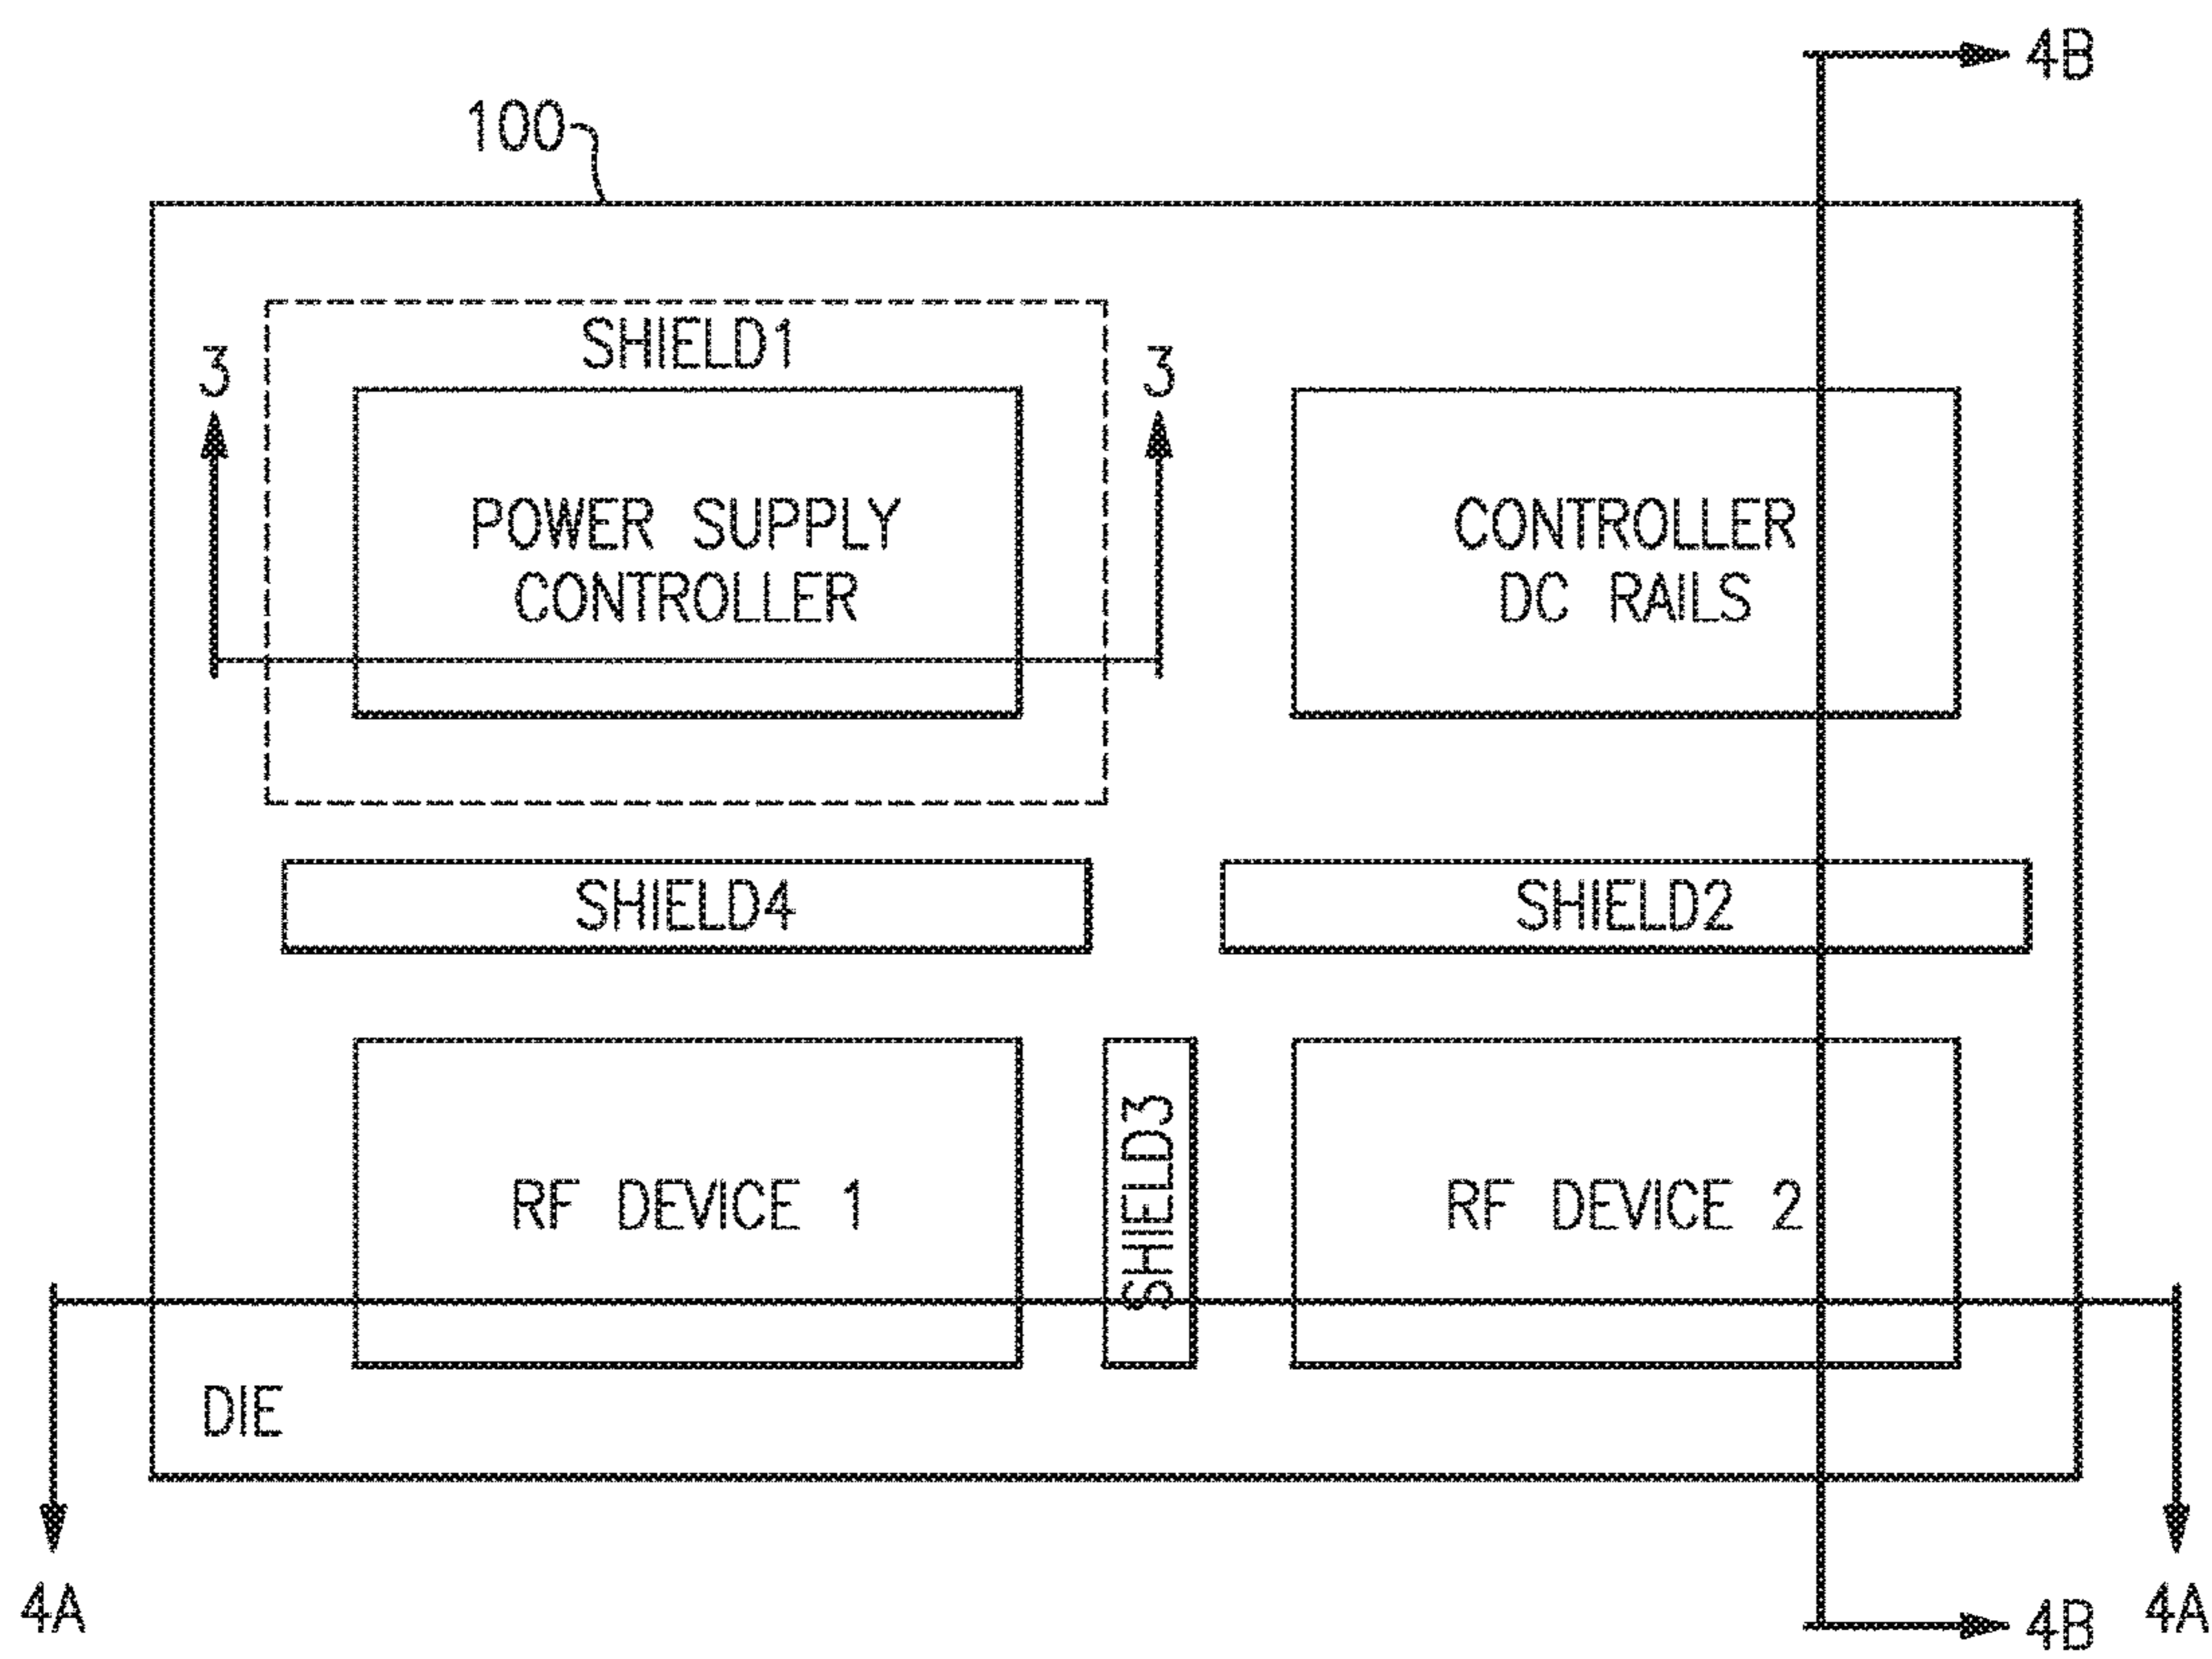 4B
100
SHIELD1
3
3
POWER SUPPLY
CONTROLLER
CONTROLLER
DC RAILS
SHIELD4
SHIELD2
SHIELD3
RF DEVICE 1
RF DEVICE 2
DIE
4A
4B
4A